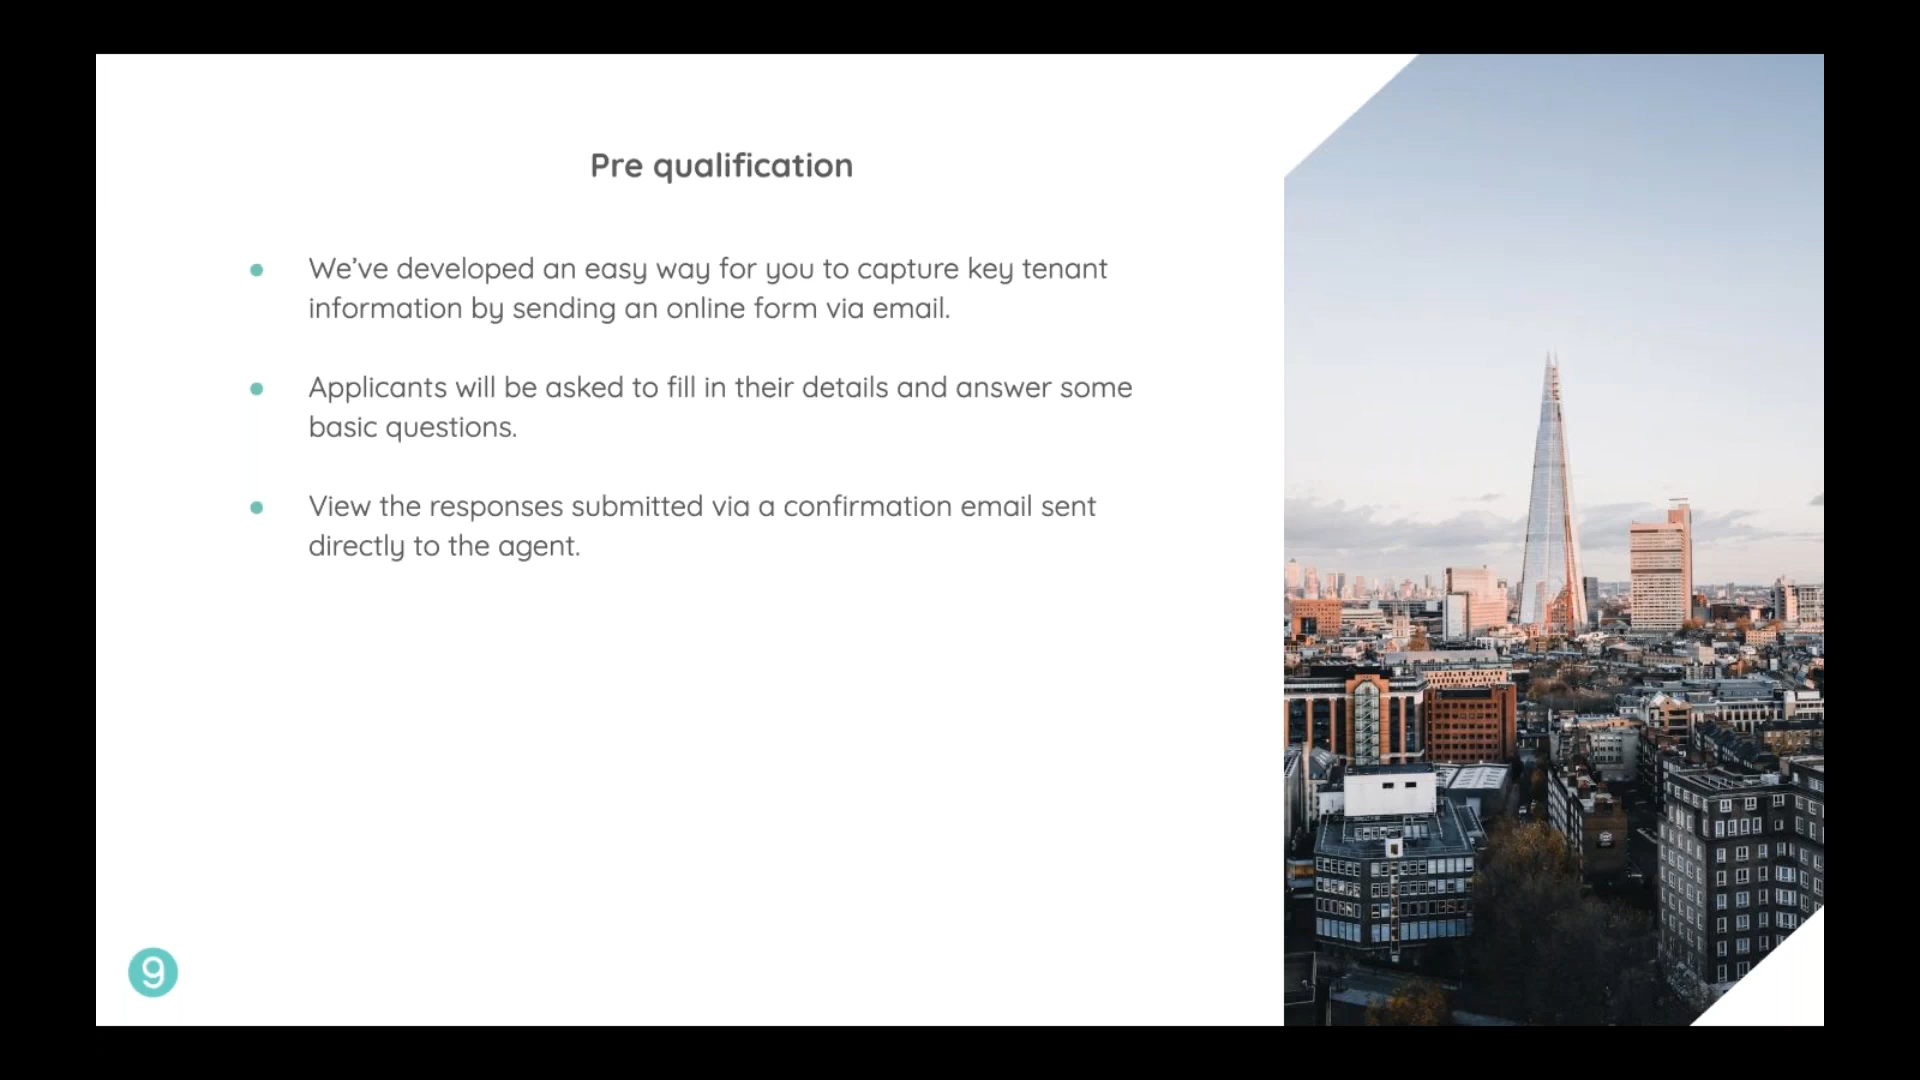 Pre qualification
We’ve developed an easy way for you to capture key tenant
information by sending an online form via email.
Applicants will be asked to fill in their details and answer some
basic questions.
View the responses submitted via a confirmation email sent
directly to the agent.
9